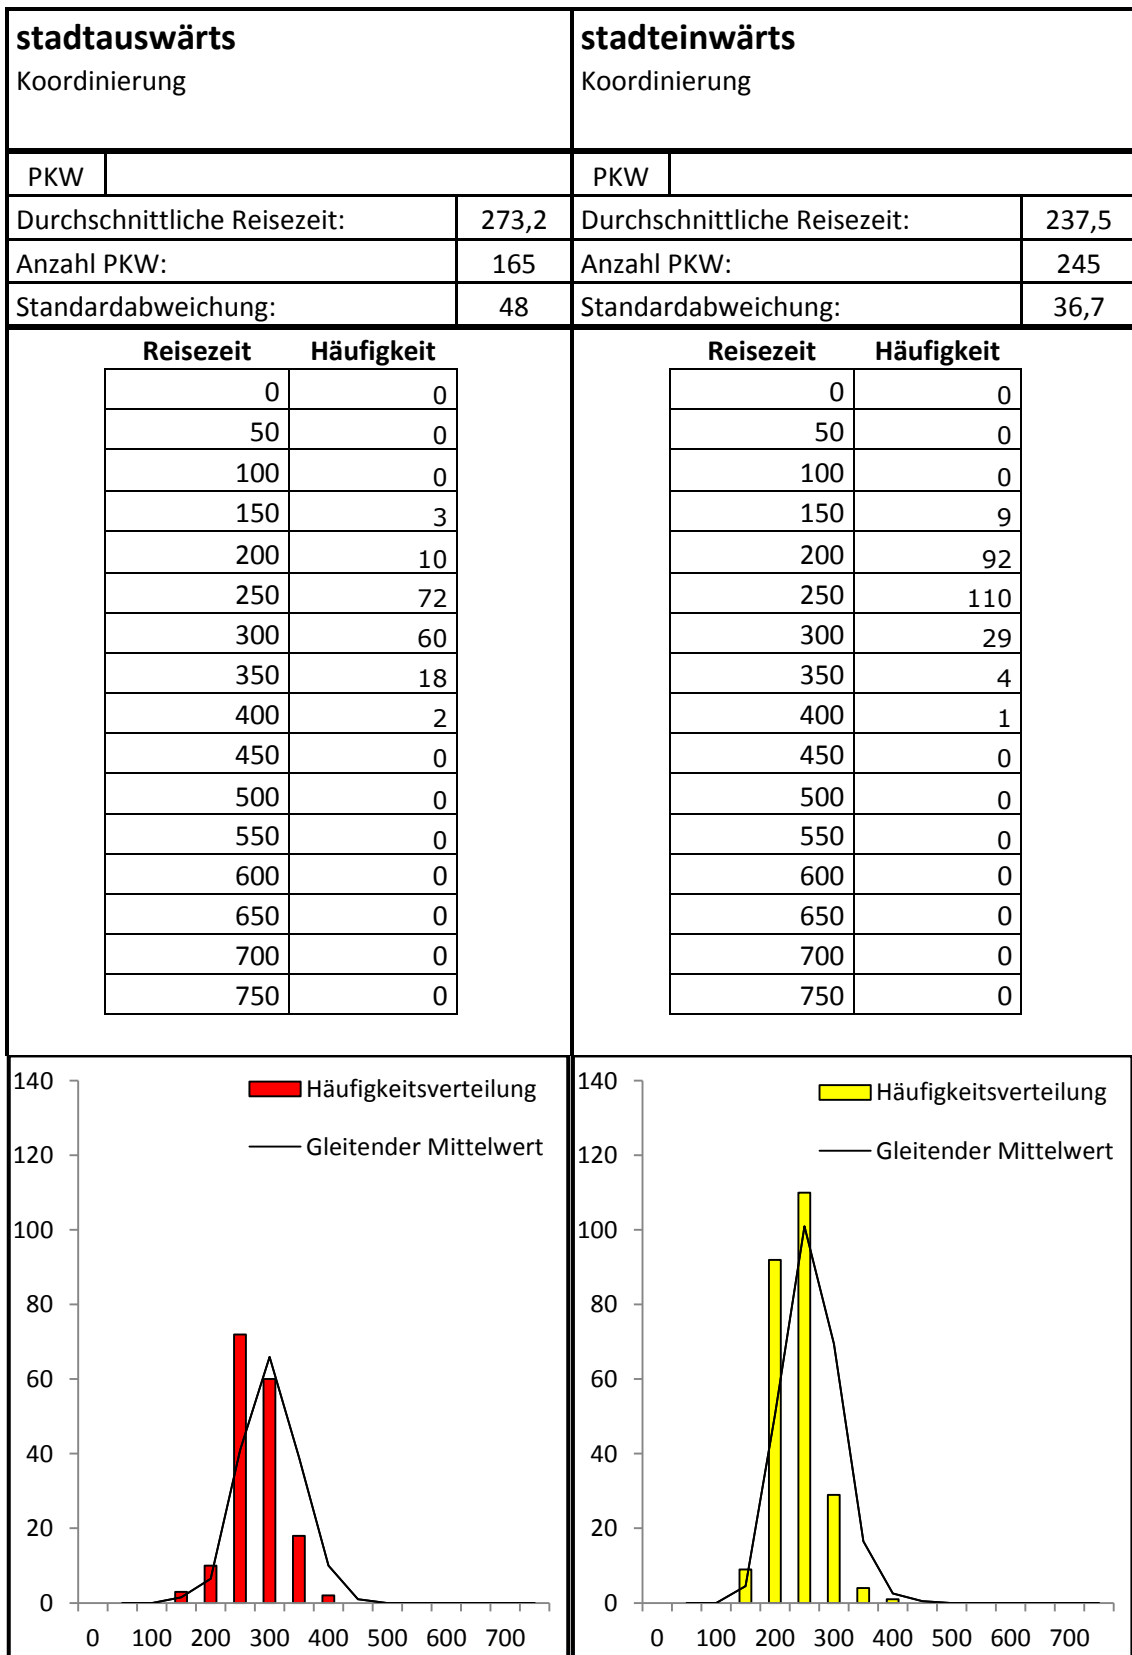 stadtauswärts
Koordinierung
PKW
Durchschnittliche Reisezeit: 273,2
Anzahl PKW: 165
Standardabweichung: 48
Reisezeit Häufigkeit
0 0
50 0
100 0
150 3
200 10
250 72
300 60
350 18
400 2
450 0
500 0
550 0
600 0
650 0
700 0
750 0
140
120
100
80
60
40
20
0
Häufigkeitsverteilung
Gleitender Mittelwert
0 100 200 300 400 500 600 700
stadteinwärts
Koordinierung
PKW
Durchschnittliche Reisezeit: 237,5
Anzahl PKW: 245
Standardabweichung: 36,7
Reisezeit Häufigkeit
0 0
50 0
100 0
150 9
200 92
250 110
300 29
350 4
400 1
450 0
500 0
550 0
600 0
650 0
700 0
750 0
140
120
100
80
60
40
20
0
Häufigkeitsverteilung
Gleitender Mittelwert
0 100 200 300 400 500 600 700